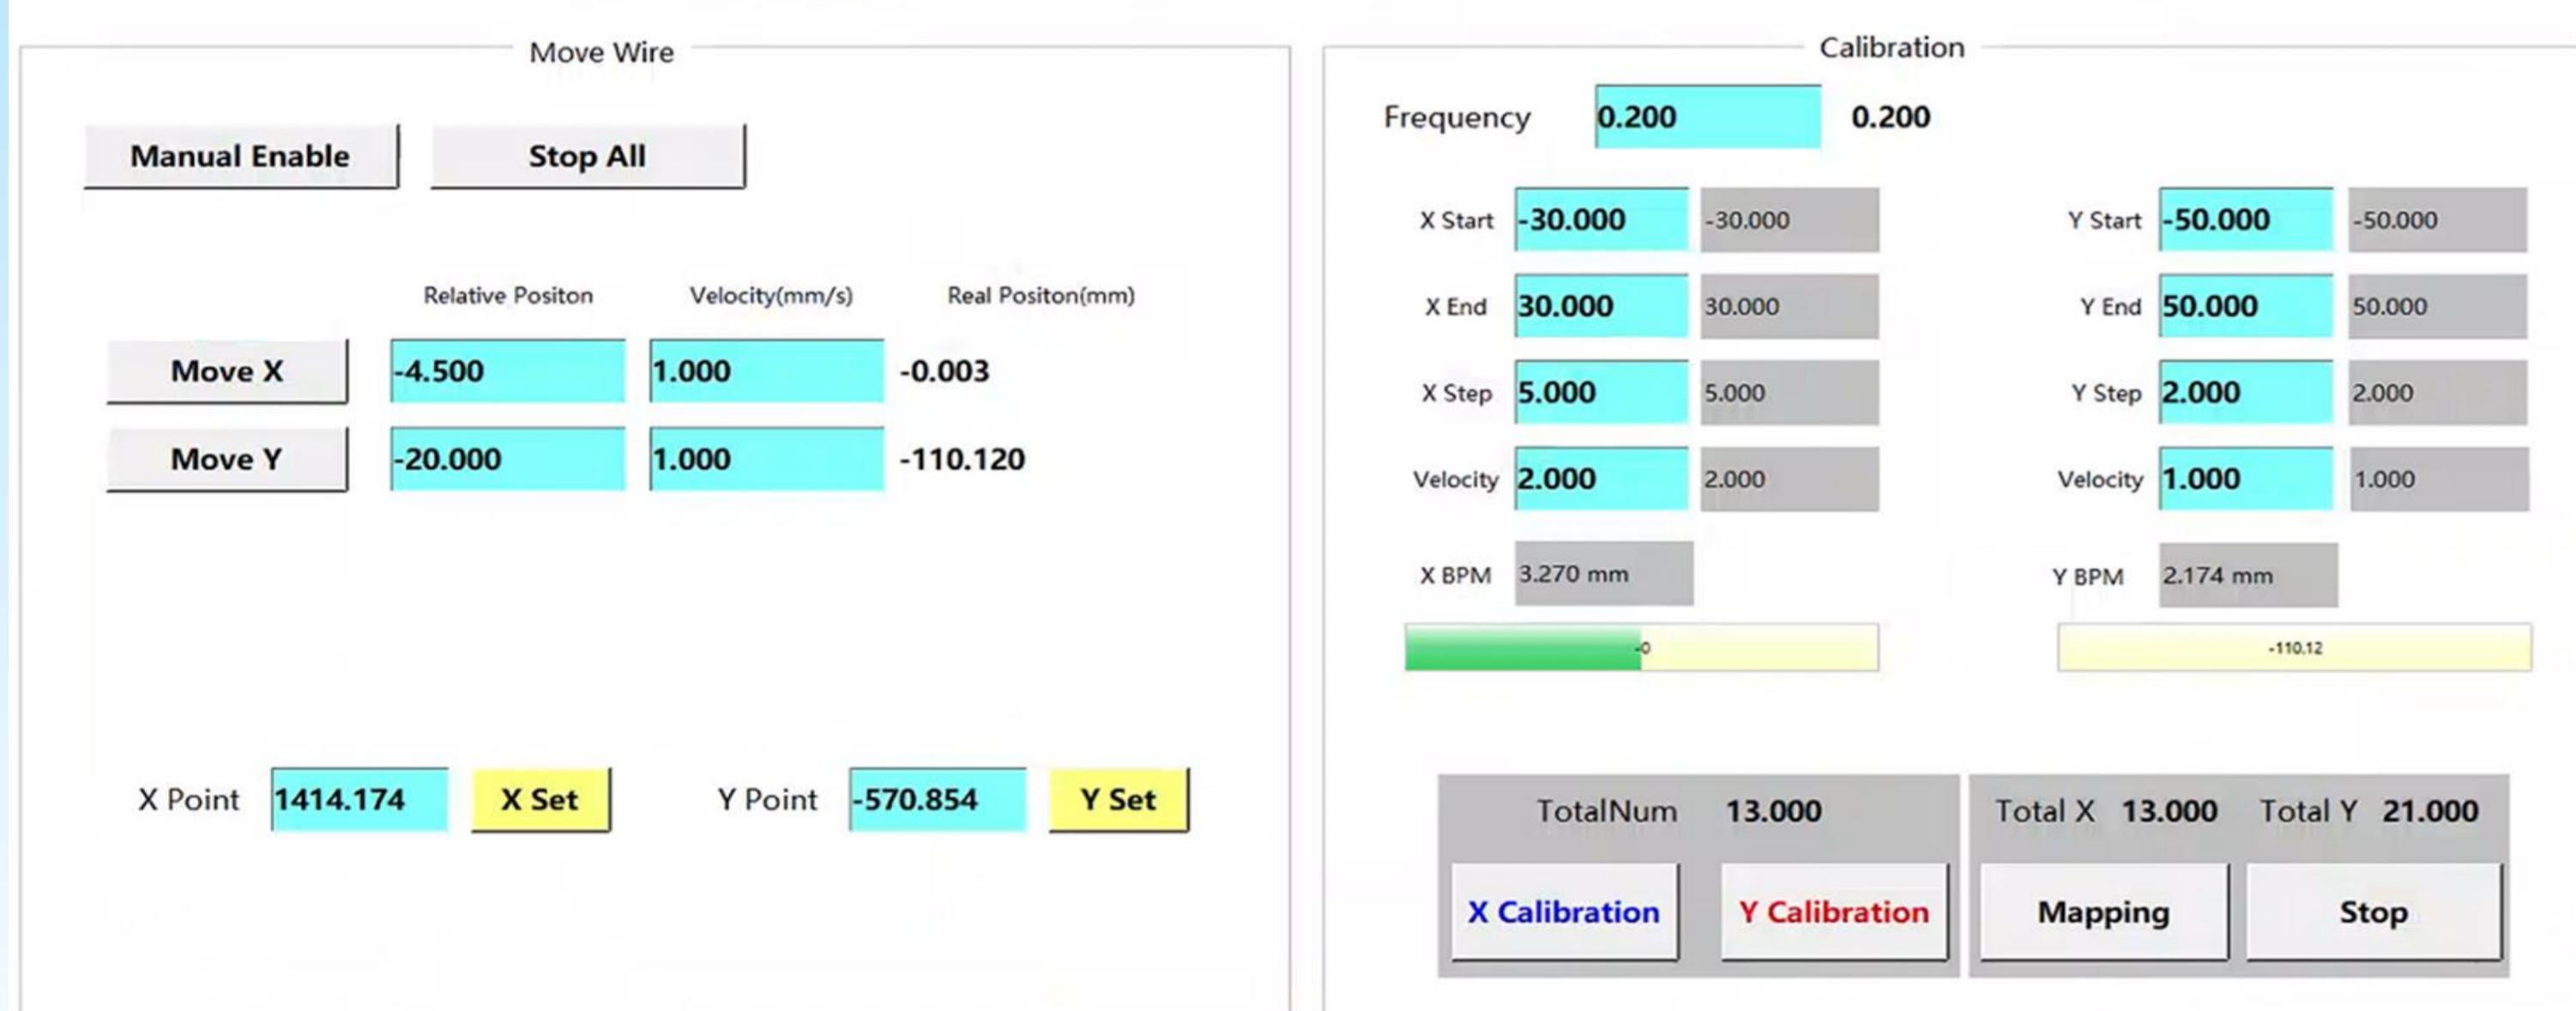 Move Wire
Manual Enable Stop All
Relative Positon Velocity(mm/s) Real Positon(mm)
Move X -4.500 1.000 -0.003
Move Y -20.000 1.000 -110.120
X Point 1414.174 X Set Y Point -570.854 Y Set
Calibration
Frequency 0.200 0.200
X Start -30.000 -30.000 Y Start -50.000 -50.000
X End 30.000 30.000 Y End 50.000 50.000
X Step 5.000 5.000 Y Step 2.000 2.000
Velocity 2.000 2.000 Velocity 1.000 1.000
X BPM 3.270 mm Y BPM 2.174 mm
-0 -110.12
TotalNum 13.000 Total X 13.000 Total Y 21.000
X Calibration Y Calibration Mapping Stop